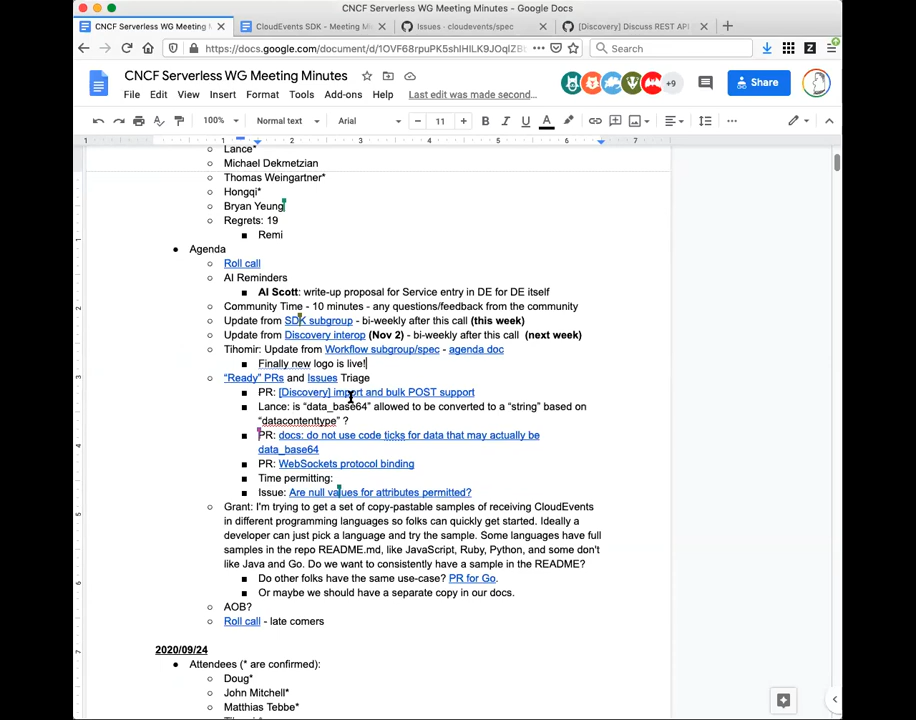 CNCF Serverless WG Meeting Minutes
CNCF Serverless WG Meeting Minutes
CloudEvents SDK - Meeting Mi
Issues · cloudevents/spec
[Discovery] Discuss REST API
https://docs.google.com/document/d/1OVF68rpuPK5shIHILK9JOqlZB
Search
CNCF Serverless WG Meeting Minutes
+9
Share
File Edit View Insert Format Tools Add-ons Help Last edit was made second...
100% Normal text Arial 11 B I U A
1 2 3 4 5 6 7
Lance*
Michael Dekmetzian
Thomas Weingartner*
Hongqi*
Bryan Yeung
Regrets: 19
Remi
Agenda
Roll call
AI Reminders
AI Scott: write-up proposal for Service entry in DE for DE itself
Community Time - 10 minutes - any questions/feedback from the community
Update from SDK subgroup - bi-weekly after this call (this week)
Update from Discovery interop (Nov 2) - bi-weekly after this call (next week)
Tihomir: Update from Workflow subgroup/spec - agenda doc
Finally new logo is live!
“Ready” PRs and Issues Triage
PR: [Discovery] import and bulk POST support
Lance: is “data_base64” allowed to be converted to a “string” based on
“datacontenttype” ?
PR: docs: do not use code ticks for data that may actually be
data_base64
PR: WebSockets protocol binding
Time permitting:
Issue: Are null values for attributes permitted?
Grant: I'm trying to get a set of copy-pastable samples of receiving CloudEvents
in different programming languages so folks can quickly get started. Ideally a
developer can just pick a language and try the sample. Some languages have full
samples in the repo README.md, like JavaScript, Ruby, Python, and some don't
like Java and Go. Do we want to consistently have a sample in the README?
Do other folks have the same use-case? PR for Go.
Or maybe we should have a separate copy in our docs.
AOB?
Roll call - late comers
2020/09/24
Attendees (* are confirmed):
Doug*
John Mitchell*
Matthias Tebbe*